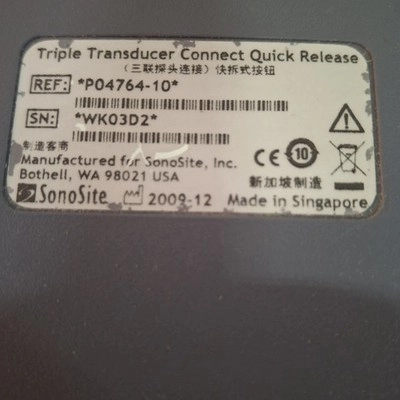 Triple Transducer Connect Quick Release
（三联探头连接）快拆式按钮
REF: *P04764-10*
SN: *WK03D2*
制造客商
Manufactured for SonoSite, Inc.
Bothell, WA 98021 USA
CE 10
新加坡制造
SonoSite 2009-12 Made in Singapore